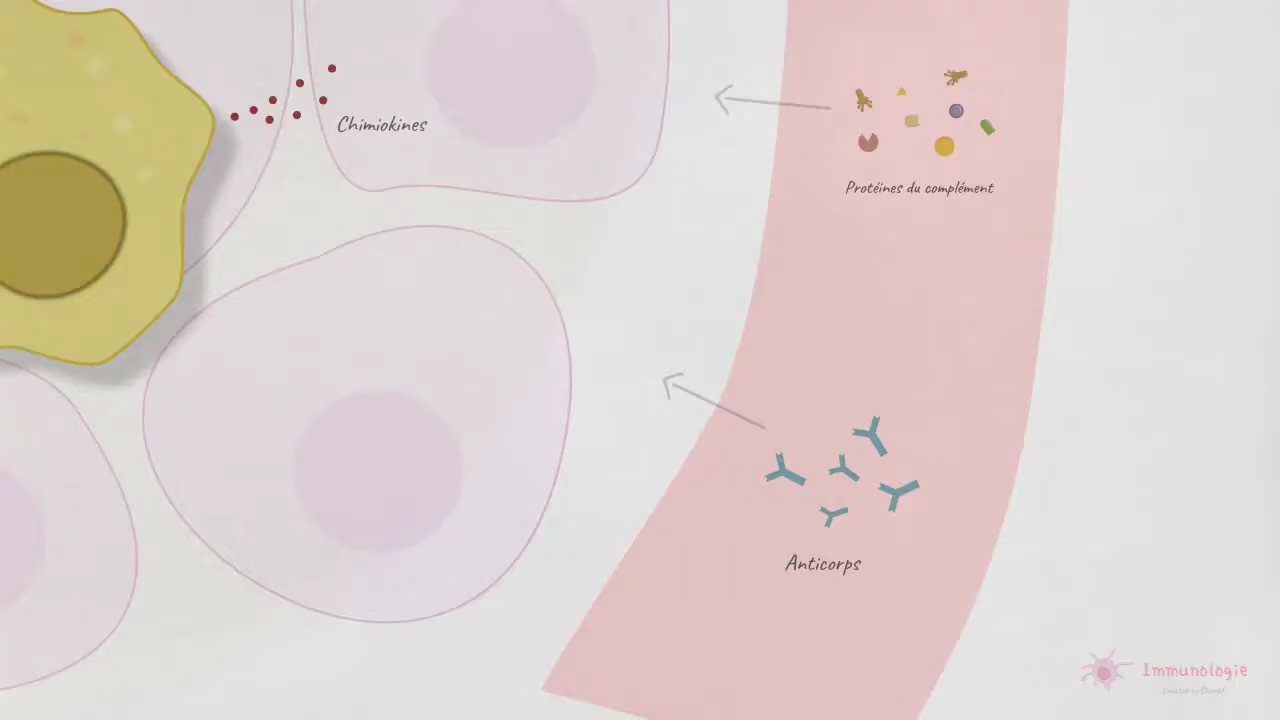 Chimiokines
Protéines du complément
Anticorps
Immunologie